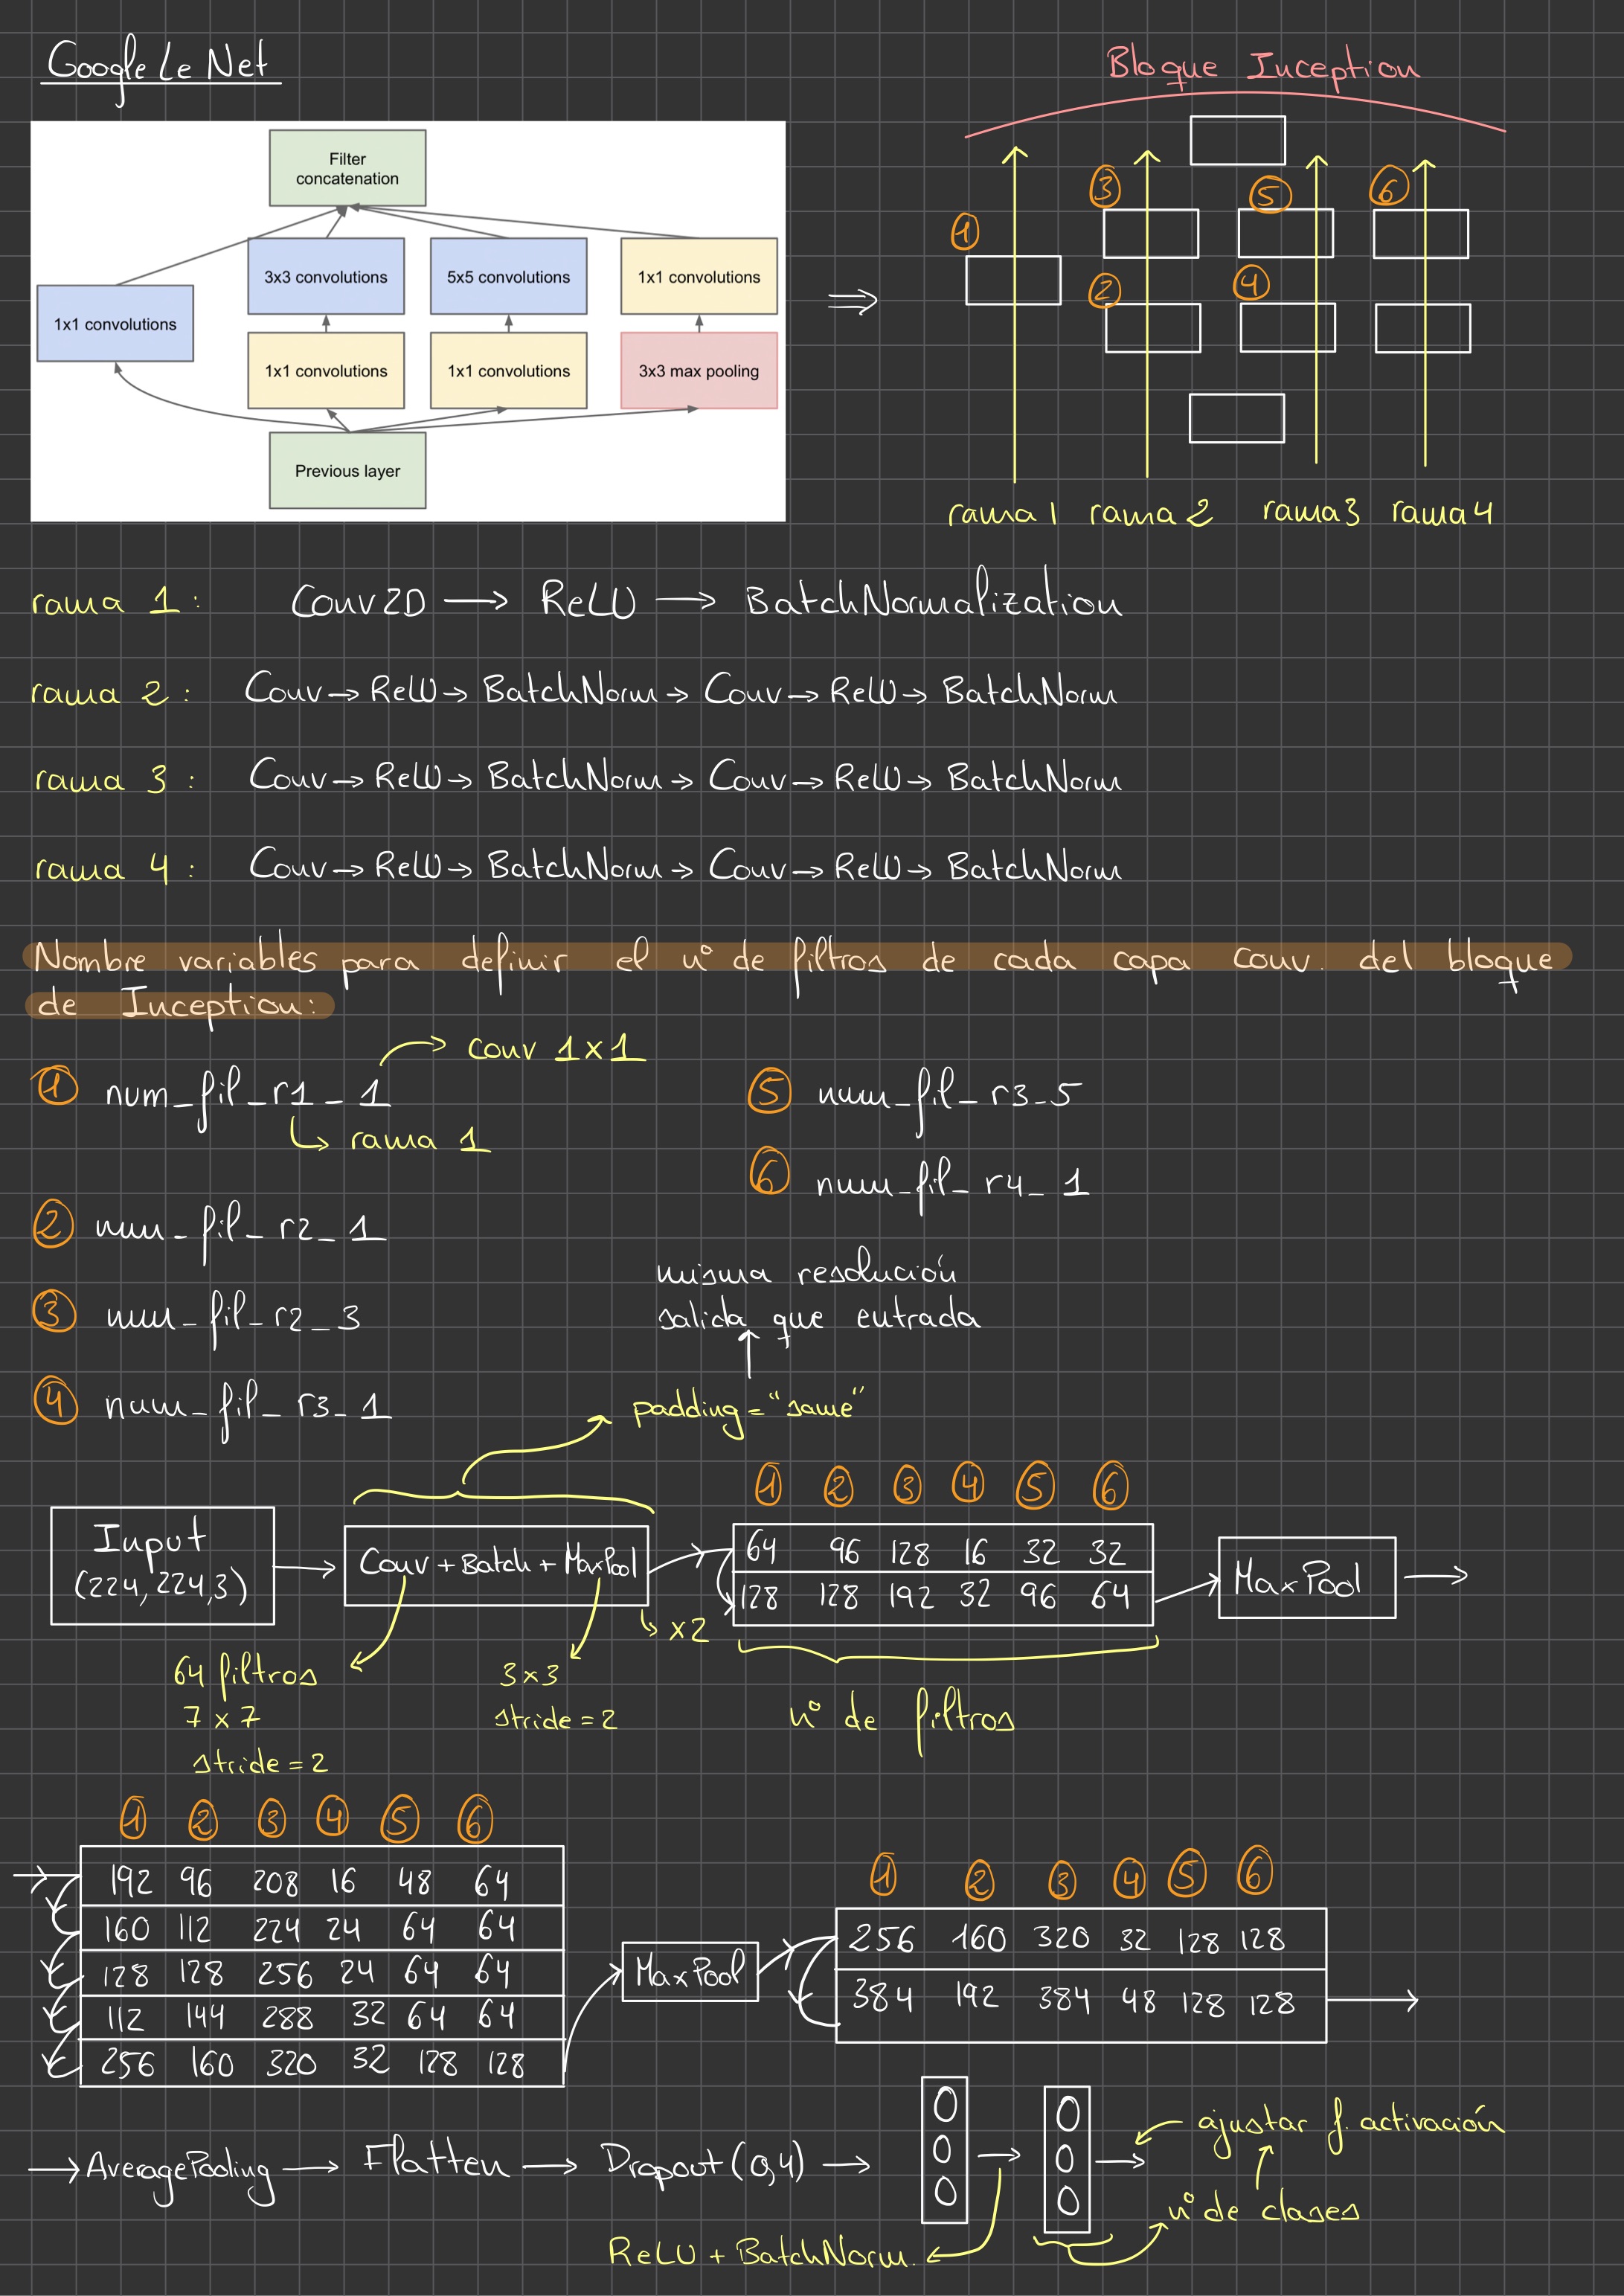 Google Le Net
Bloque Inception
Filter
concatenation
3x3 convolutions
5x5 convolutions
1x1 convolutions
1x1 convolutions
1x1 convolutions
1x1 convolutions
3x3 max pooling
Previous layer
⇒
① ③ ⑤ ⑥
② ④
rama 1 rama 2 rama 3 rama 4
rama 1: Conv2D → ReLU → BatchNormalization
rama 2: Conv → ReLU → BatchNorm → Conv → ReLU → BatchNorm
rama 3: Conv → ReLU → BatchNorm → Conv → ReLU → BatchNorm
rama 4: Conv → ReLU → BatchNorm → Conv → ReLU → BatchNorm
Nombre variables para definir el nº de filtros de cada capa conv. del bloque
de Inception:
→ conv 1x1
① num_fil_r1_1
↳ rama 1
② num_fil_r2_1
③ num_fil_r2_3
④ num_fil_r3_1
⑤ num_fil_r3_5
⑥ num_fil_r4_1
misma resolución
salida que entrada
padding = "same"
Input
(224,224,3)
Conv + Batch + MaxPool
↳ x2
64 filtros
7 x 7
stride = 2
3 x 3
stride = 2
① ② ③ ④ ⑤ ⑥
64 96 128 16 32 32
128 128 192 32 96 64
nº de filtros
MaxPool
① ② ③ ④ ⑤ ⑥
192 96 208 16 48 64
160 112 224 24 64 64
128 128 256 24 64 64
112 144 288 32 64 64
256 160 320 32 128 128
MaxPool
① ② ③ ④ ⑤ ⑥
256 160 320 32 128 128
384 192 384 48 128 128
→ AveragePooling → Flatten → Dropout (0,4) →
ReLU + BatchNorm.
ajustar f. activación
nº de clases